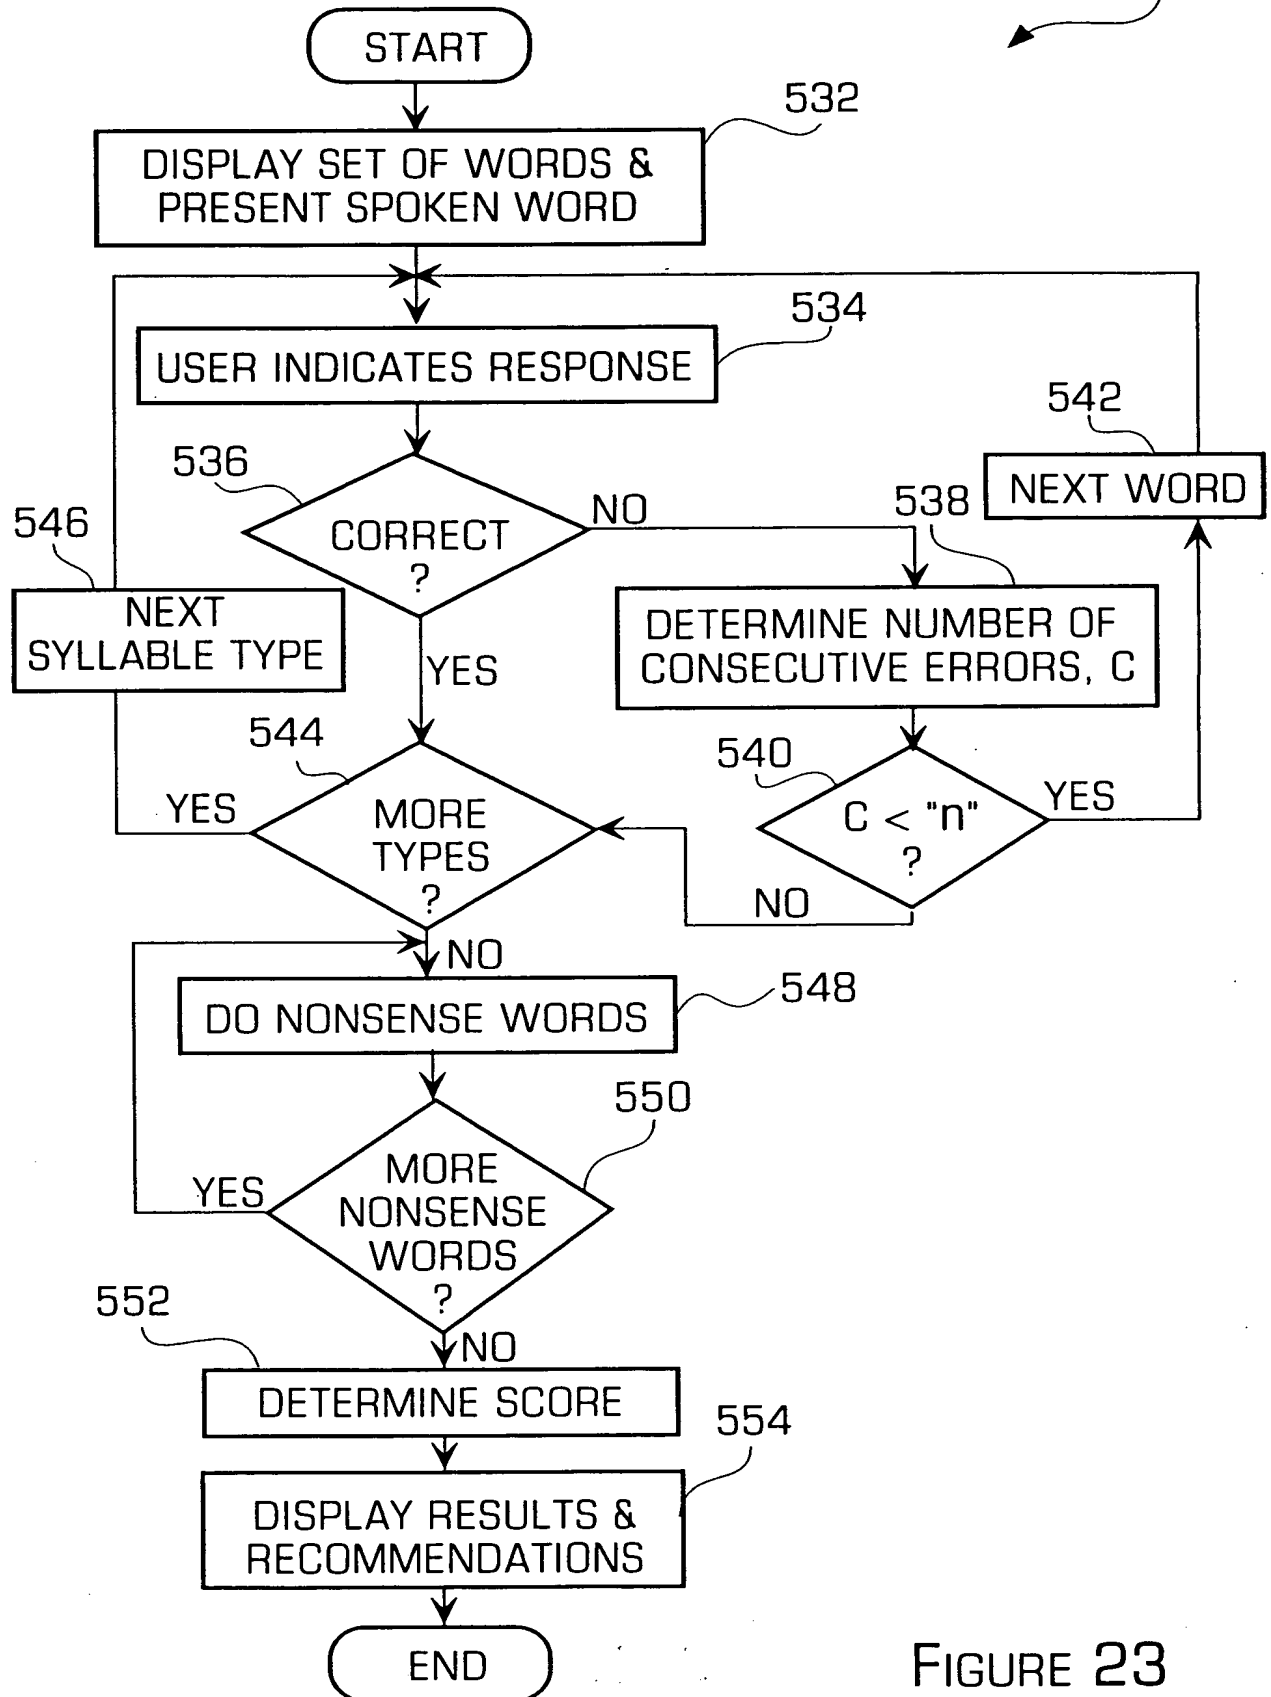 START
532
DISPLAY SET OF WORDS &
PRESENT SPOKEN WORD
534
USER INDICATES RESPONSE
542
NEXT WORD
536
CORRECT
?
NO
538
546
NEXT
SYLLABLE TYPE
DETERMINE NUMBER OF
CONSECUTIVE ERRORS, C
YES
544
540
YES
MORE
TYPES
?
C < "n"
?
YES
NO
NO
548
DO NONSENSE WORDS
550
YES
MORE
NONSENSE
WORDS
?
552
NO
DETERMINE SCORE
554
DISPLAY RESULTS &
RECOMMENDATIONS
END
FIGURE 23